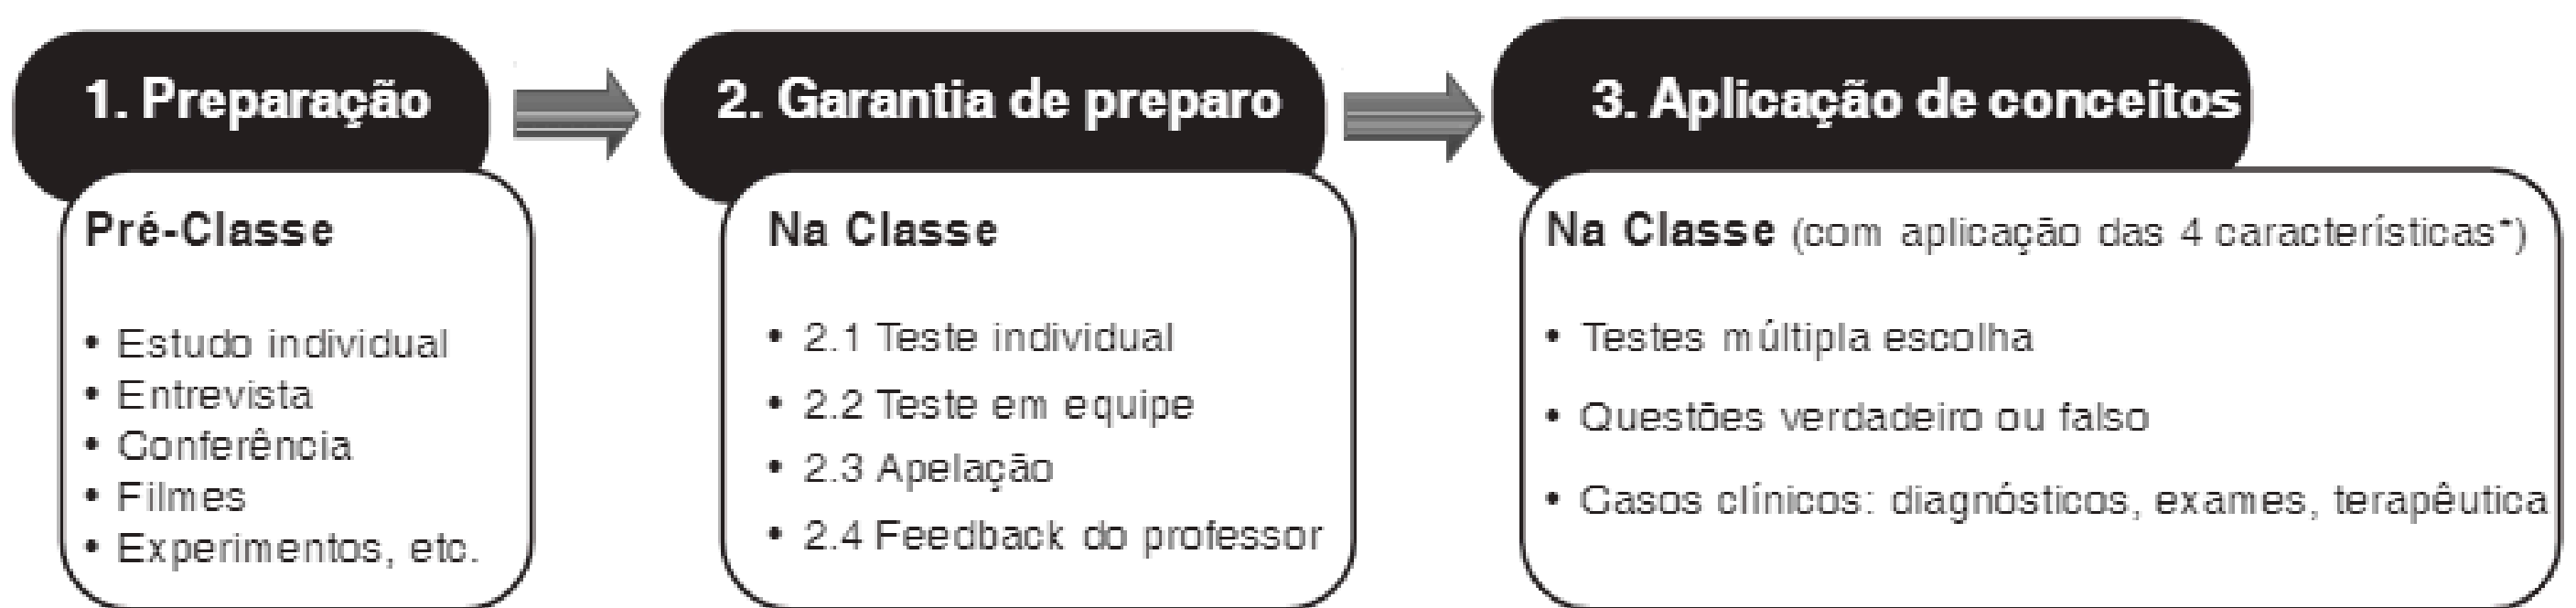 1. Preparação
Pré-Classe
• Estudo individual
• Entrevista
• Conferência
• Filmes
• Experimentos, etc.
2. Garantia de preparo
Na Classe
• 2.1 Teste individual
• 2.2 Teste em equipe
• 2.3 Apelação
• 2.4 Feedback do professor
3. Aplicação de conceitos
Na Classe (com aplicação das 4 características*)
• Testes múltipla escolha
• Questões verdadeiro ou falso
• Casos clínicos: diagnósticos, exames, terapêutica